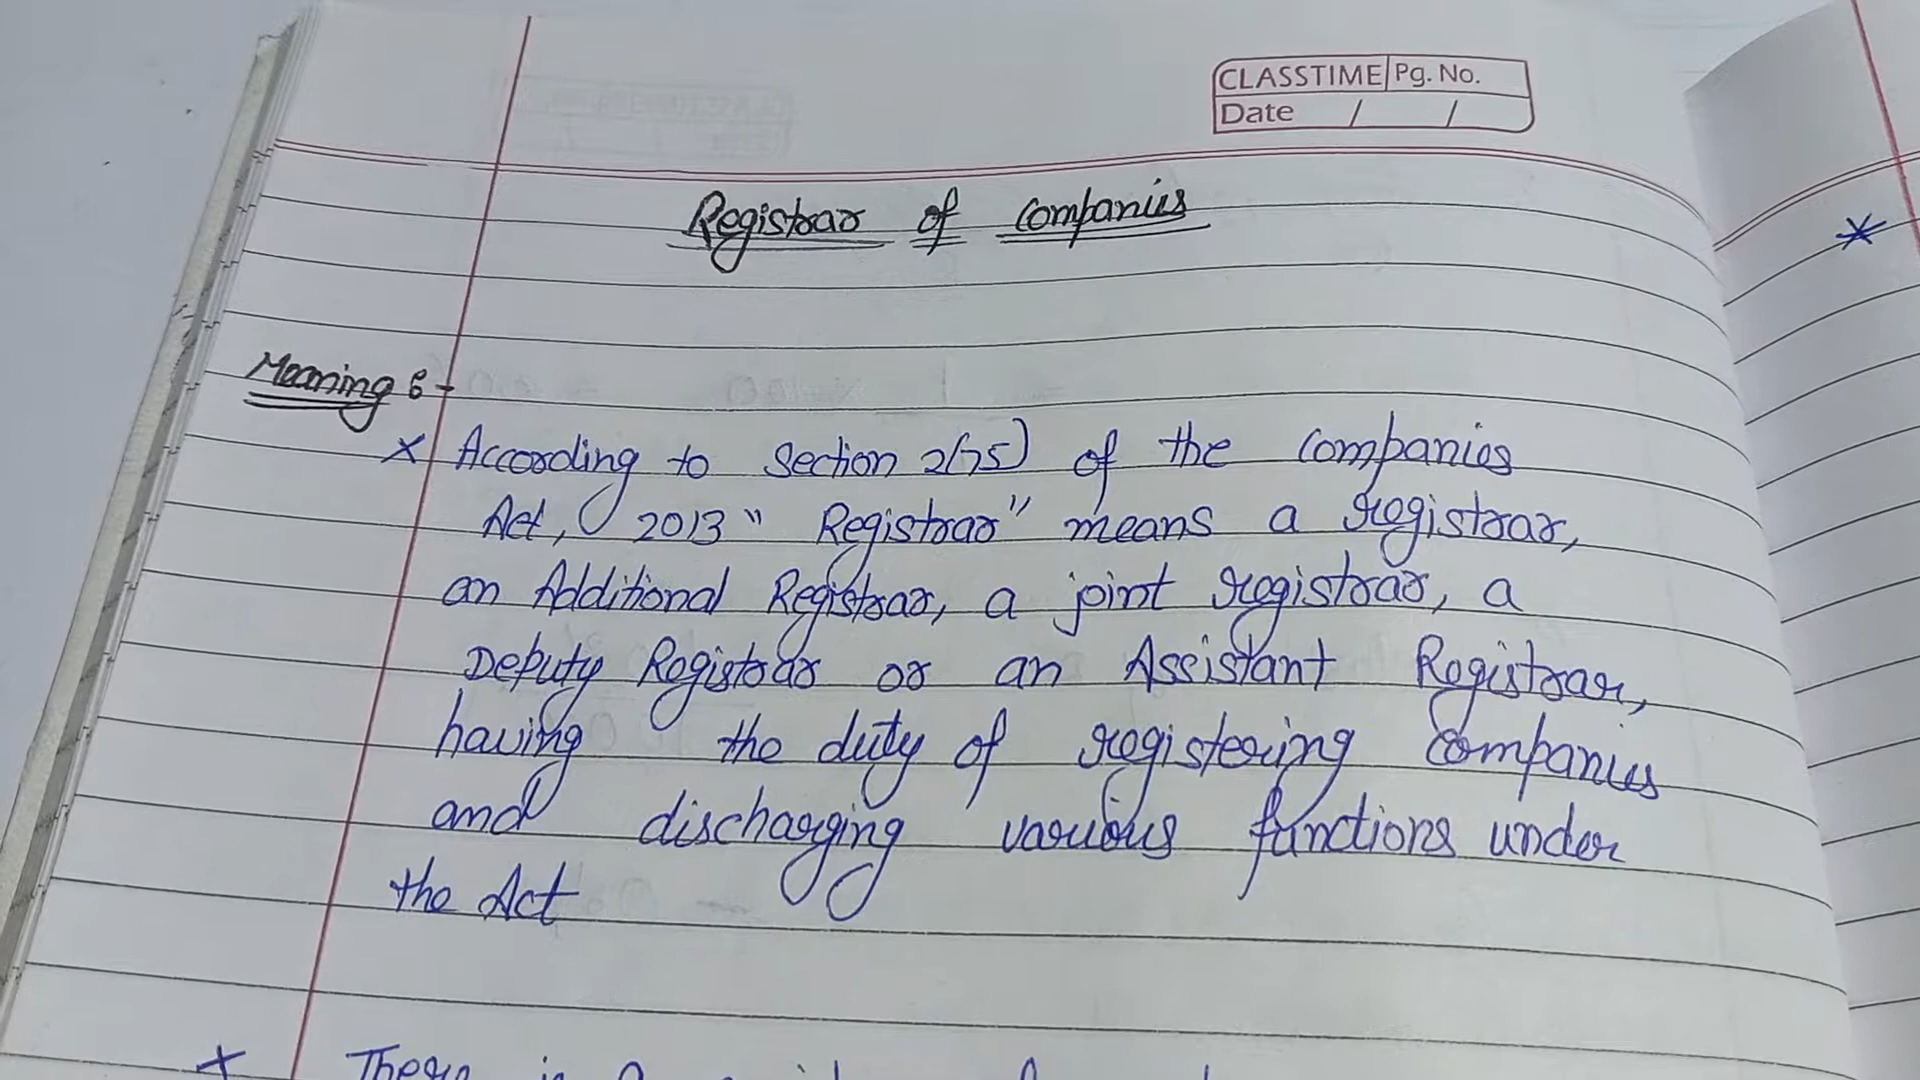 CLASSTIME Pg. No.
Date / /
Registrar of Companies
Meaning :-
x According to Section 2(75) of the Companies
Act, 2013 " Registrar" means a registrar,
an Additional Registrar, a joint registrar, a
Deputy Registrar or an Assistant Registrar,
having the duty of registering companies
and discharging various functions under
the Act